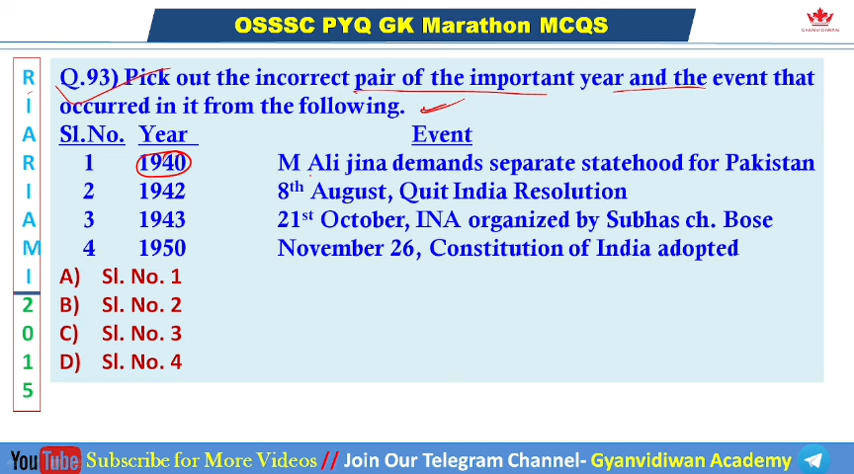 OSSSC PYQ GK Marathon MCQS
GYANVIDIWAN
R
I
A
R
I
A
M
I
2
0
1
5
Q.93) Pick out the incorrect pair of the important year and the event that
occurred in it from the following.
Sl.No. Year Event
1 1940 M Ali jina demands separate statehood for Pakistan
2 1942 8th August, Quit India Resolution
3 1943 21st October, INA organized by Subhas ch. Bose
4 1950 November 26, Constitution of India adopted
A) Sl. No. 1
B) Sl. No. 2
C) Sl. No. 3
D) Sl. No. 4
YouTube Subscribe for More Videos // Join Our Telegram Channel- Gyanvidiwan Academy